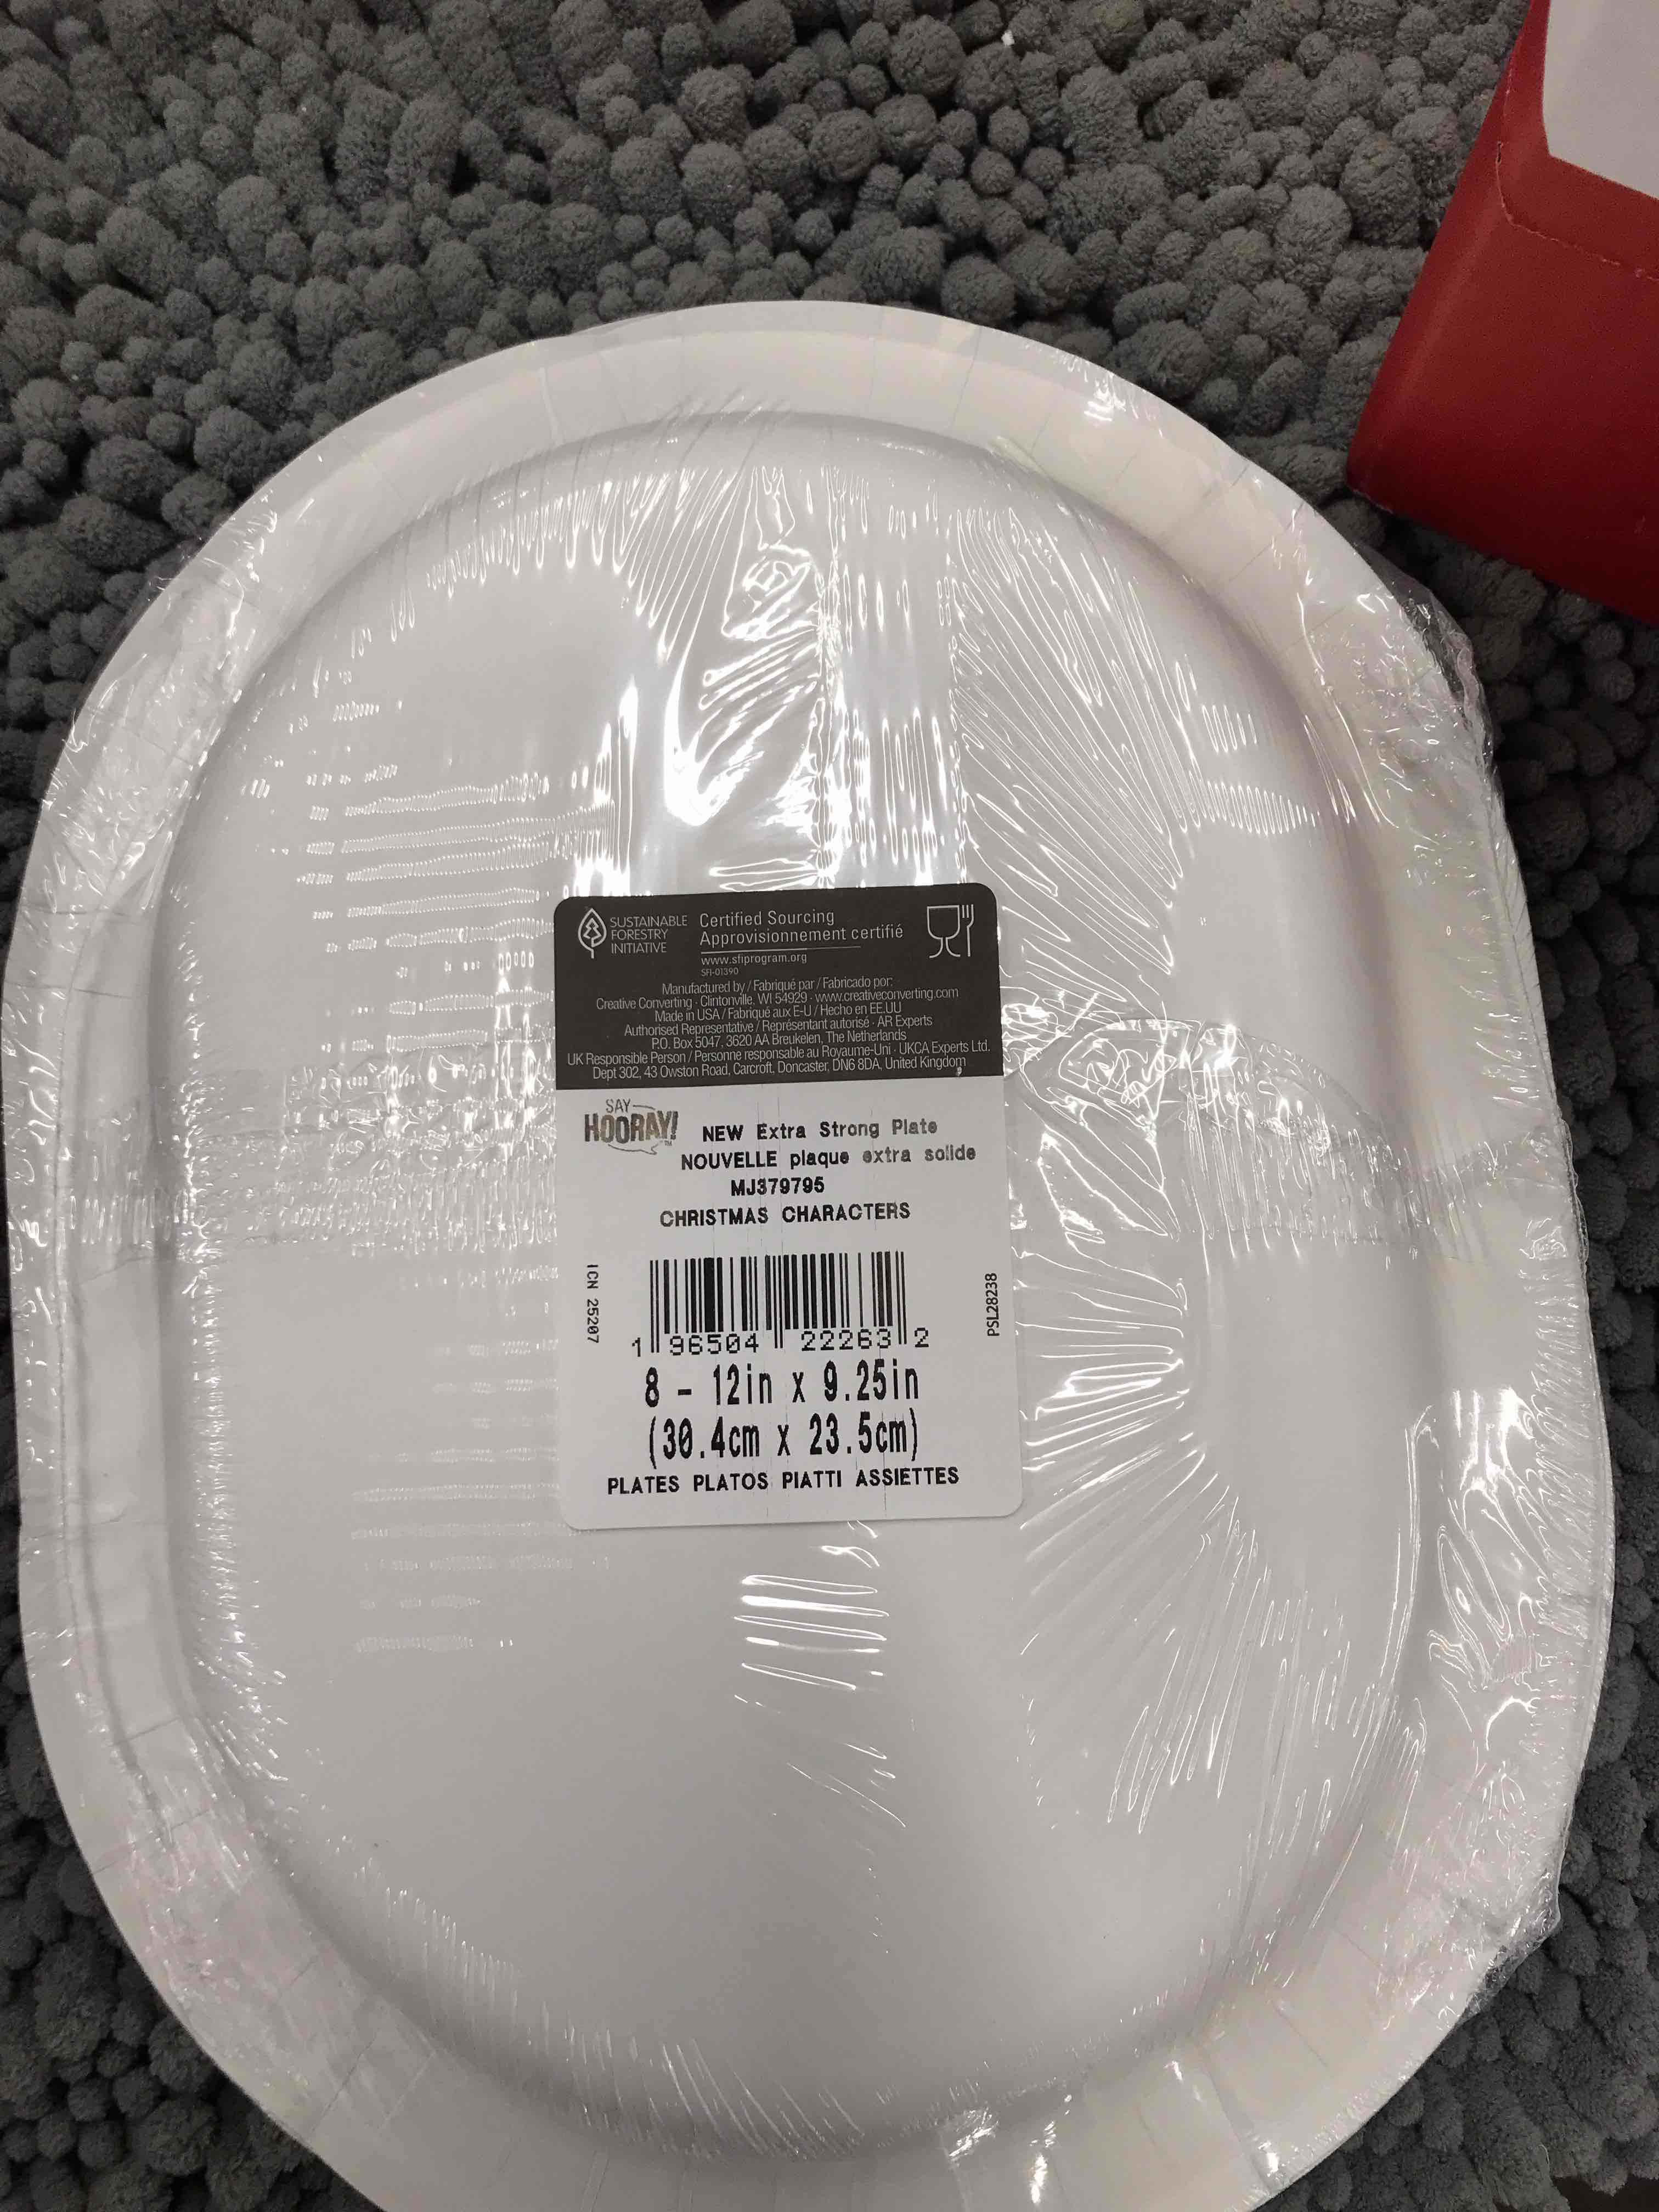 SUSTAINABLE
FORESTRY
INITIATIVE
Certified Sourcing
Approvisionnement certifié
www.sfiprogram.org
SFI-01390
Manufactured by / Fabriqué par / Fabricado por:
Creative Converting · Clintonville, WI 54929 · www.creativeconverting.com
Made in USA / Fabriqué aux E-U / Hecho en EE.UU
Authorised Representative / Représentant autorisé · AR Experts
P.O. Box 5047, 3620 AA Breukelen, The Netherlands
UK Responsible Person / Personne responsable au Royaume-Uni · UKCA Experts Ltd.
Dept 302, 43 Owston Road, Carcroft, Doncaster, DN6 8DA, United Kingdom
SAY
HOORAY!™
NEW Extra Strong Plate
NOUVELLE plaque extra solide
MJ379795
CHRISTMAS CHARACTERS
ICN 25207
PSL28238
1 96504 22263 2
8 - 12in x 9.25in
(30.4cm x 23.5cm)
PLATES PLATOS PIATTI ASSIETTES